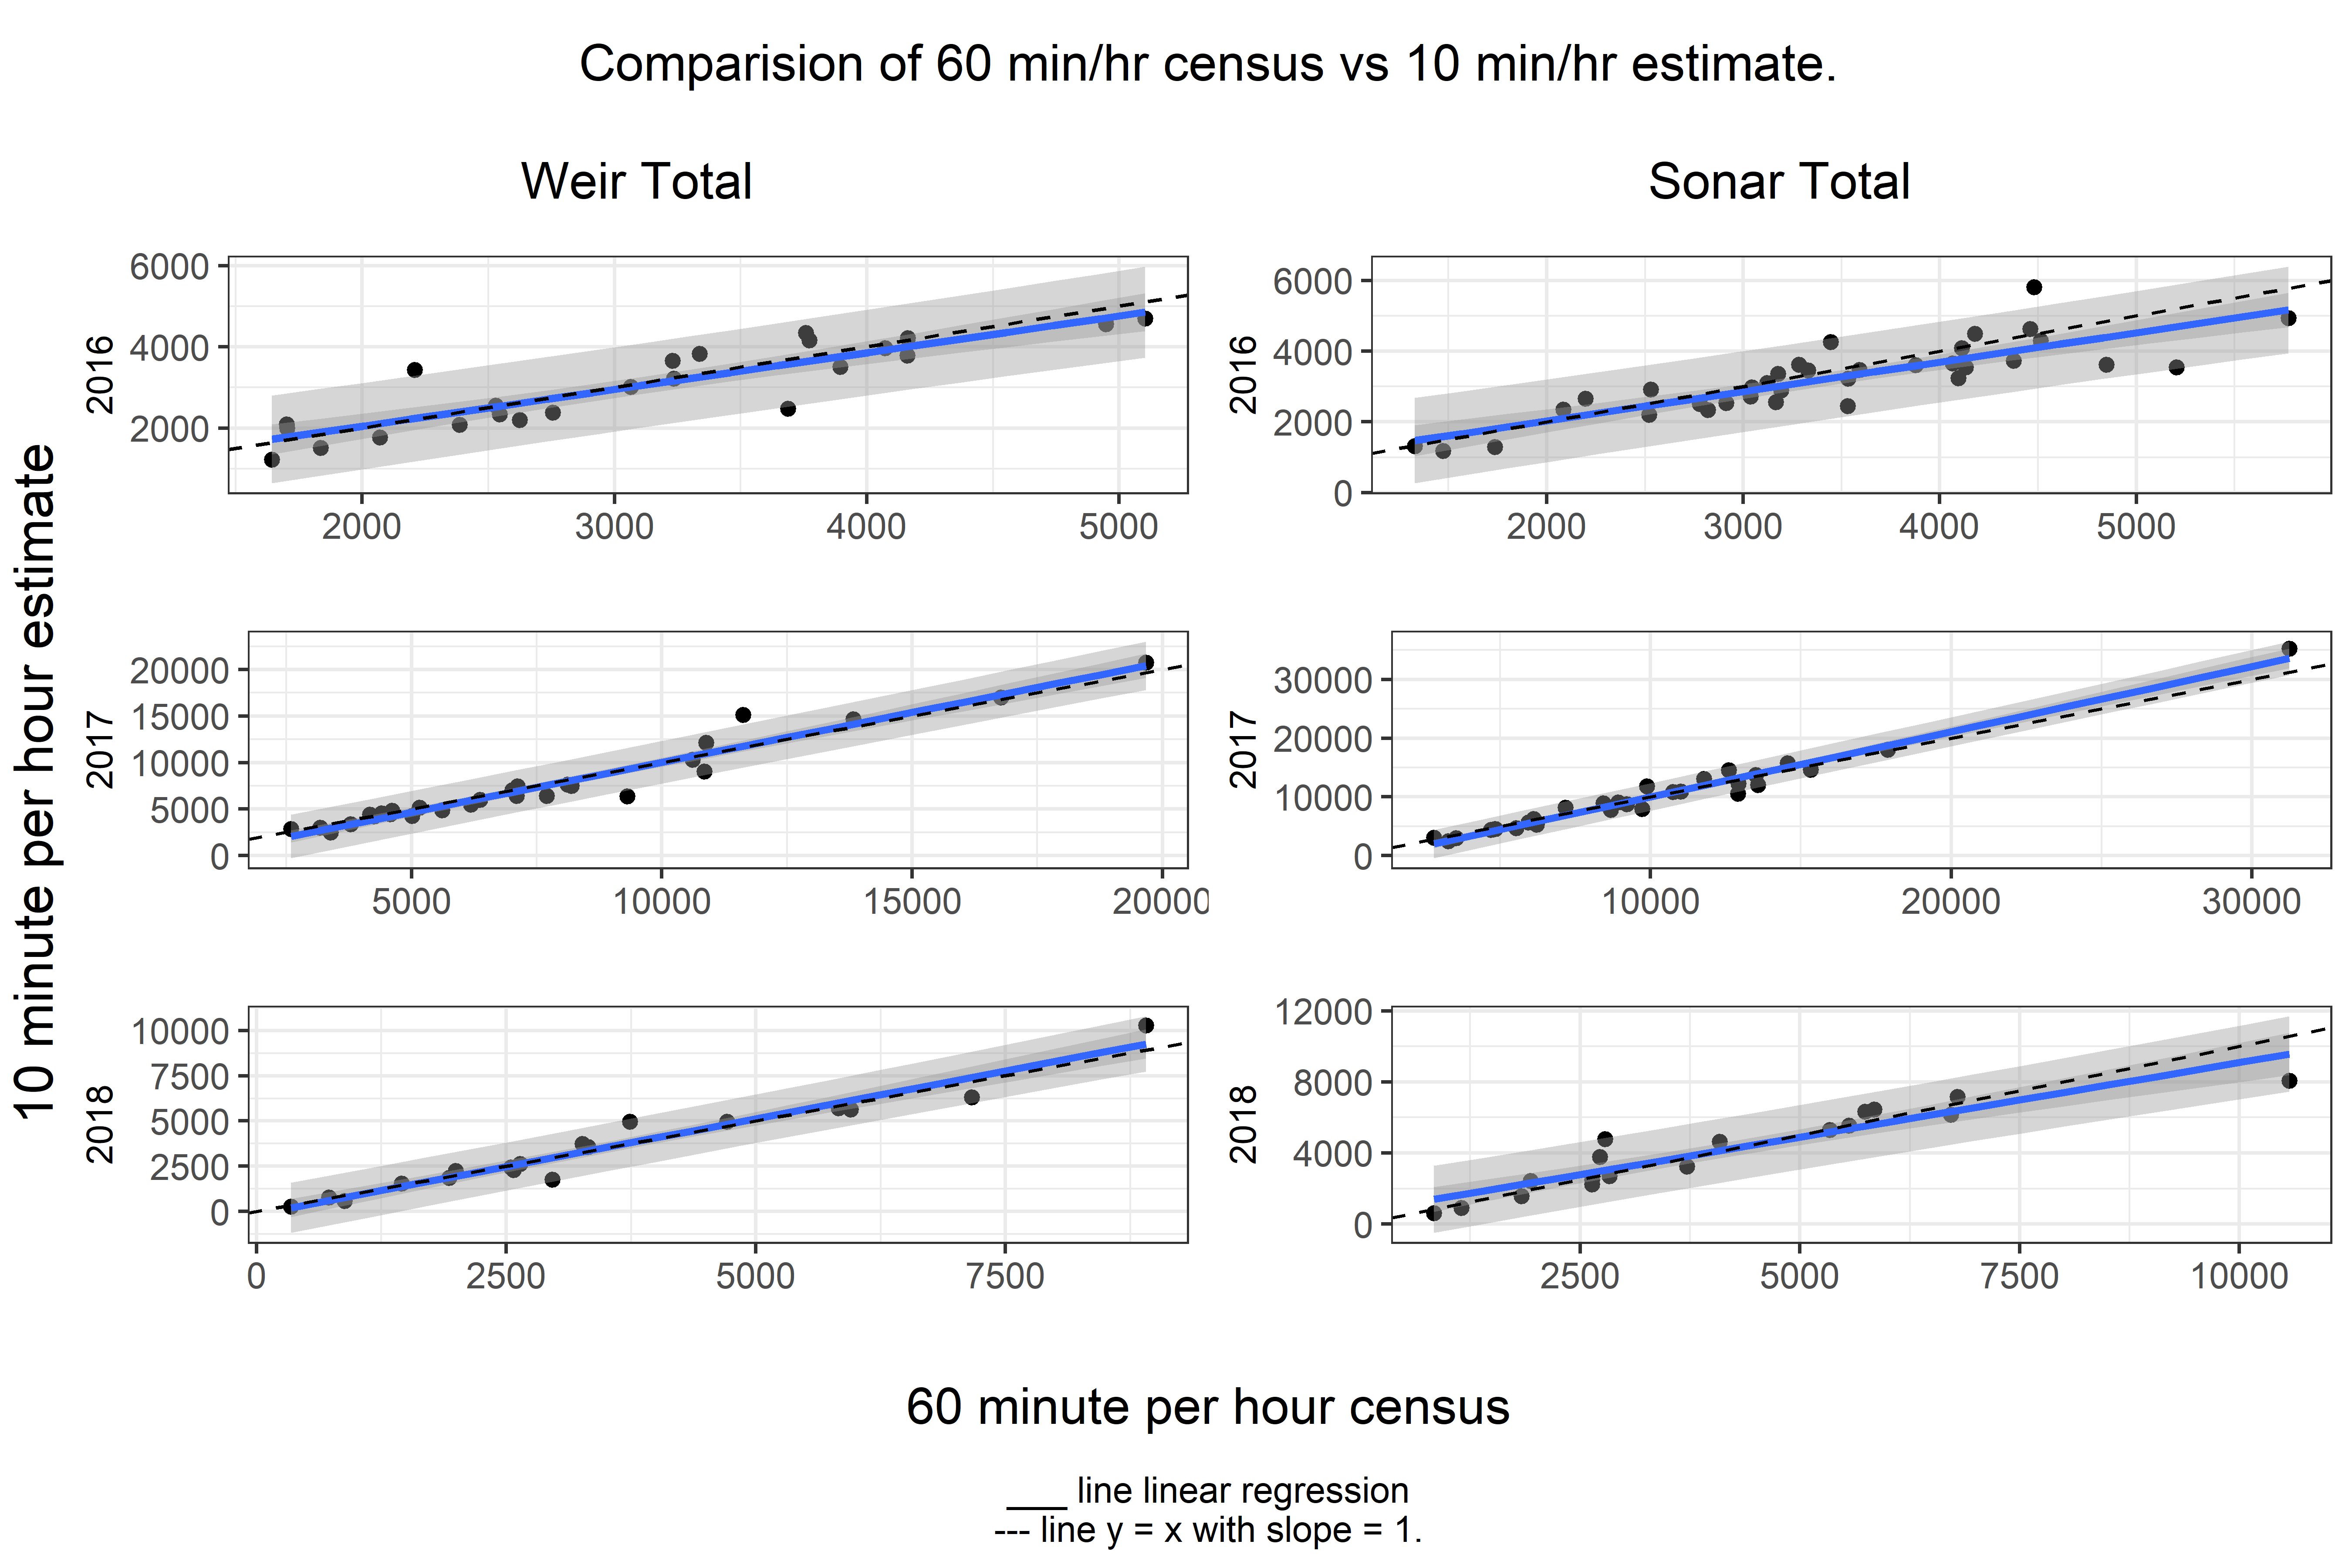 Comparision of 60 min/hr census vs 10 min/hr estimate.
Weir Total
Sonar Total
10 minute per hour estimate
2016
6000
4000
2000
2000 3000 4000 5000
2016
6000
4000
2000
0
2000 3000 4000 5000
2017
20000
15000
10000
5000
0
5000 10000 15000 20000
2017
30000
20000
10000
0
10000 20000 30000
2018
10000
7500
5000
2500
0
0 2500 5000 7500
2018
12000
8000
4000
0
2500 5000 7500 10000
60 minute per hour census
___ line linear regression
--- line y = x with slope = 1.